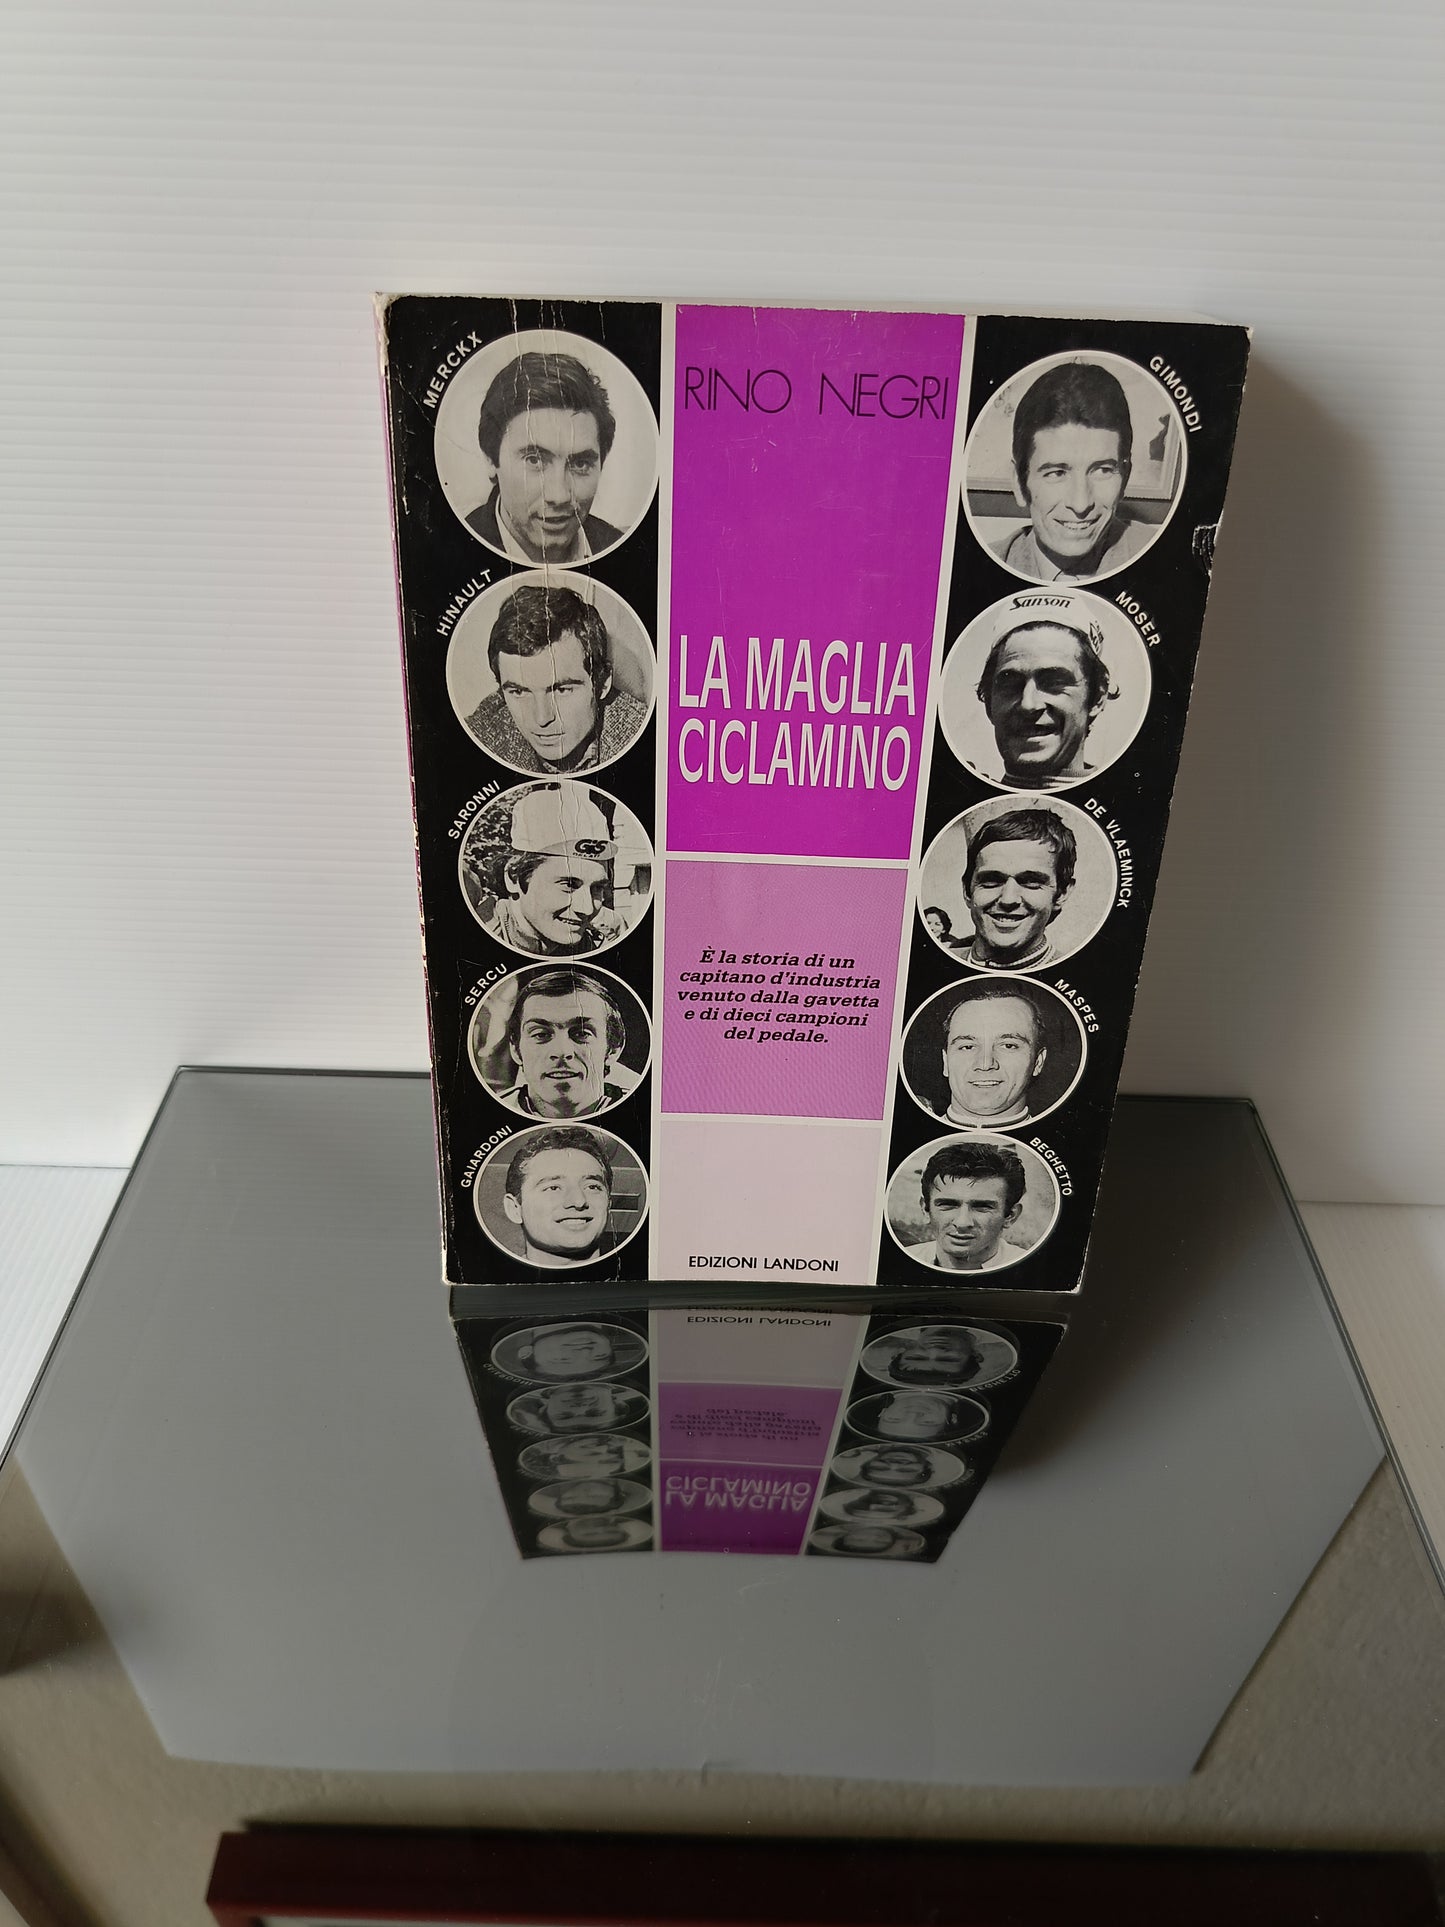 RINO NEGRI
LA MAGLIA
CICLAMINO
È la storia di un
capitano d'industria
venuto dalla gavetta
e di dieci campioni
del pedale.
EDIZIONI LANDONI
MERCKX
HINAULT
SARONNI
SERCU
GAIARDONI
GIMONDI
MOSER
DE VLAEMINCK
MASPES
BEGHETTO
Sanson
GS